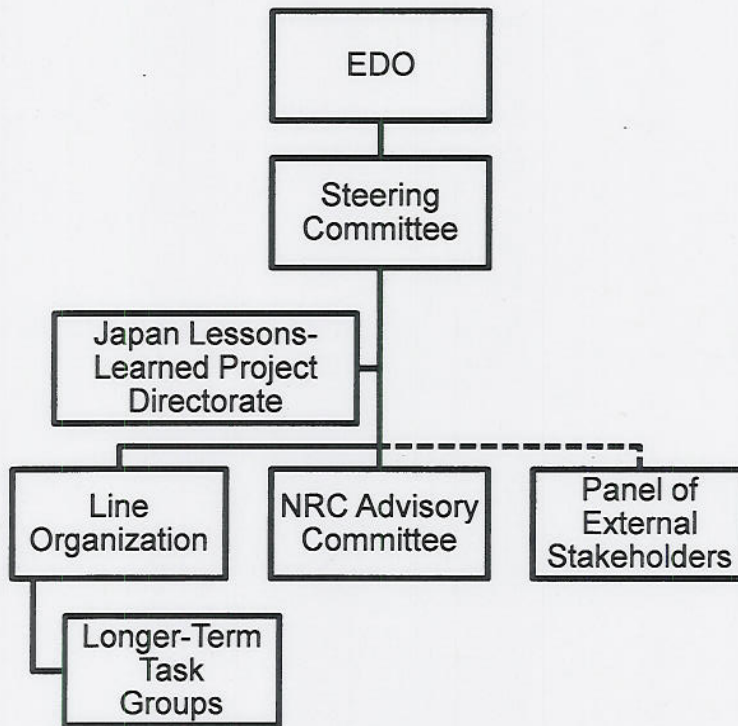 EDO
Steering
Committee
Japan Lessons-
Learned Project
Directorate
Line
Organization
NRC Advisory
Committee
Panel of
External
Stakeholders
Longer-Term
Task
Groups